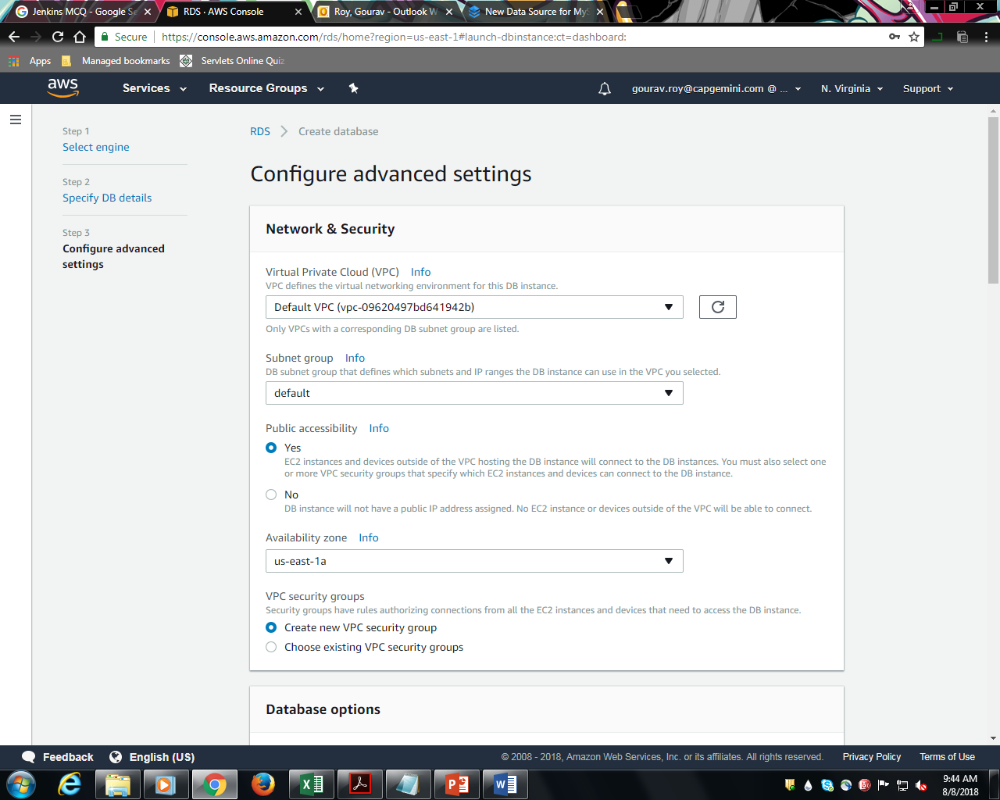 Jenkins MCQ - Google Se
RDS · AWS Console
Roy, Gourav - Outlook W
New Data Source for MyS
Secure
https://console.aws.amazon.com/rds/home?region=us-east-1#launch-dbinstance:ct=dashboard:
Apps
Managed bookmarks
Servlets Online Quiz
aws
Services
Resource Groups
gourav.roy@capgemini.com @ ...
N. Virginia
Support
Step 1
Select engine
Step 2
Specify DB details
Step 3
Configure advanced
settings
RDS
Create database
Configure advanced settings
Network & Security
Virtual Private Cloud (VPC) Info
VPC defines the virtual networking environment for this DB instance.
Default VPC (vpc-09620497bd641942b)
Only VPCs with a corresponding DB subnet group are listed.
Subnet group Info
DB subnet group that defines which subnets and IP ranges the DB instance can use in the VPC you selected.
default
Public accessibility Info
Yes
EC2 instances and devices outside of the VPC hosting the DB instance will connect to the DB instances. You must also select one
or more VPC security groups that specify which EC2 instances and devices can connect to the DB instance.
No
DB instance will not have a public IP address assigned. No EC2 instance or devices outside of the VPC will be able to connect.
Availability zone Info
us-east-1a
VPC security groups
Security groups have rules authorizing connections from all the EC2 instances and devices that need to access the DB instance.
Create new VPC security group
Choose existing VPC security groups
Database options
Feedback
English (US)
© 2008 - 2018, Amazon Web Services, Inc. or its affiliates. All rights reserved.
Privacy Policy
Terms of Use
9:44 AM
8/8/2018